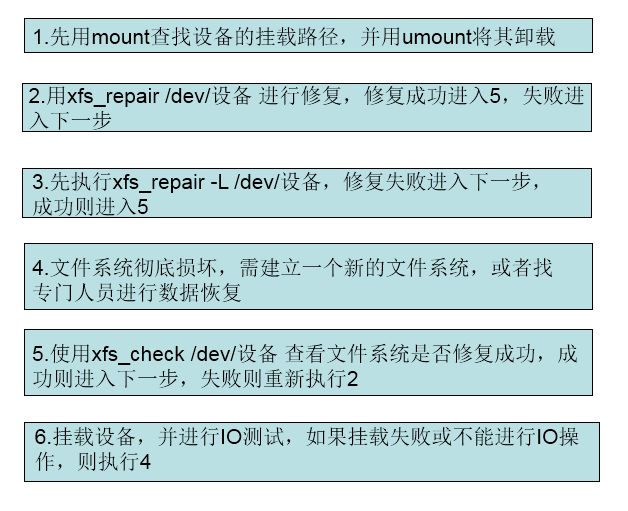 1.先用mount查找设备的挂载路径，并用umount将其卸载
2.用xfs_repair /dev/设备 进行修复，修复成功进入5，失败进
入下一步
3.先执行xfs_repair -L /dev/设备，修复失败进入下一步，
成功则进入5
4.文件系统彻底损坏，需建立一个新的文件系统，或者找
专门人员进行数据恢复
5.使用xfs_check /dev/设备 查看文件系统是否修复成功，成
功则进入下一步，失败则重新执行2
6.挂载设备，并进行IO测试，如果挂载失败或不能进行IO操
作，则执行4